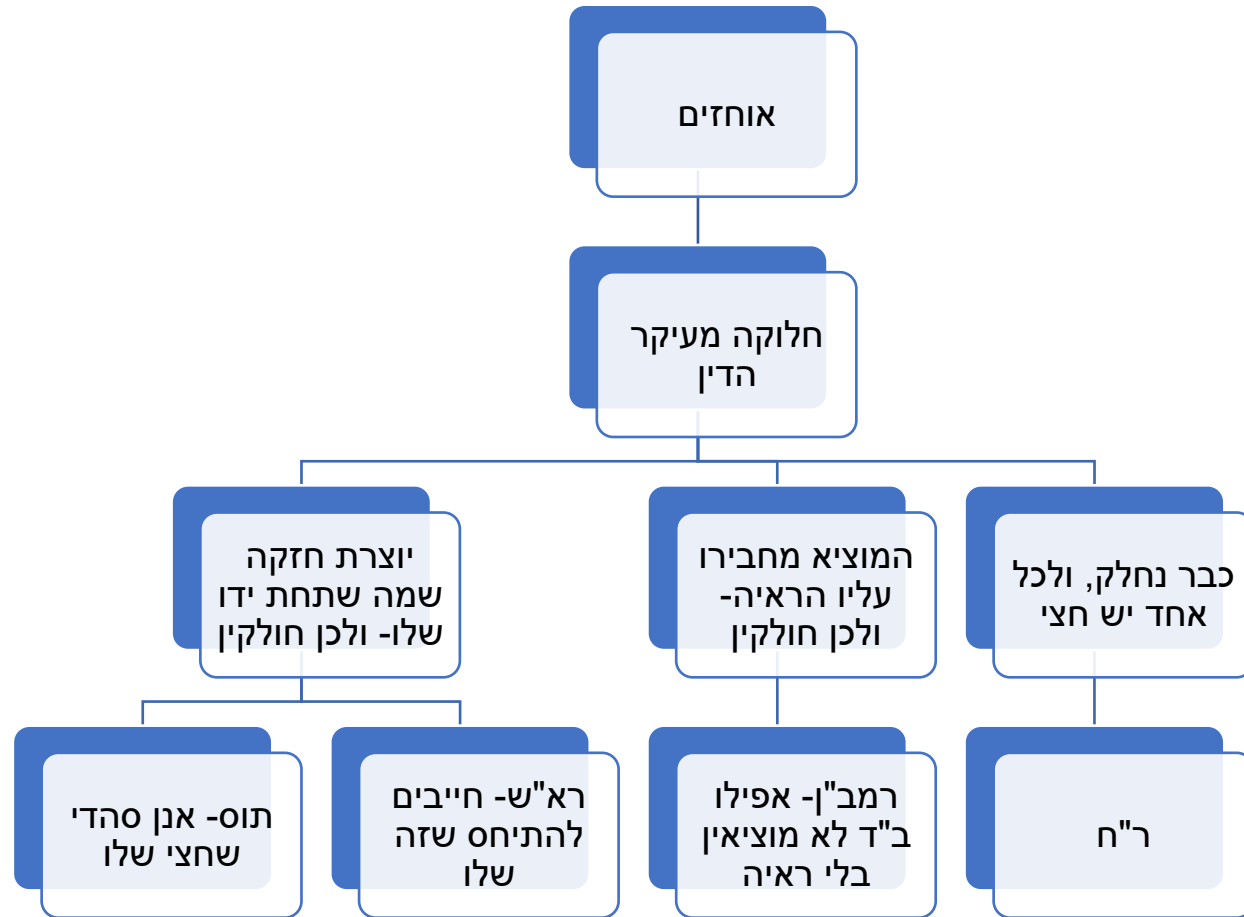 אוחזים
חלוקה מעיקר
הדין
כבר נחלק, ולכל
אחד יש חצי
המוציא מחבירו
עליו הראיה-
ולכן חולקין
יוצרת חזקה
שמה שתחת ידו
שלו- ולכן חולקין
ר"ח
רמב"ן- אפילו
ב"ד לא מוציאין
בלי ראיה
רא"ש- חייבים
להתיחס שזה
שלו
תוס- אנן סהדי
שחצי שלו